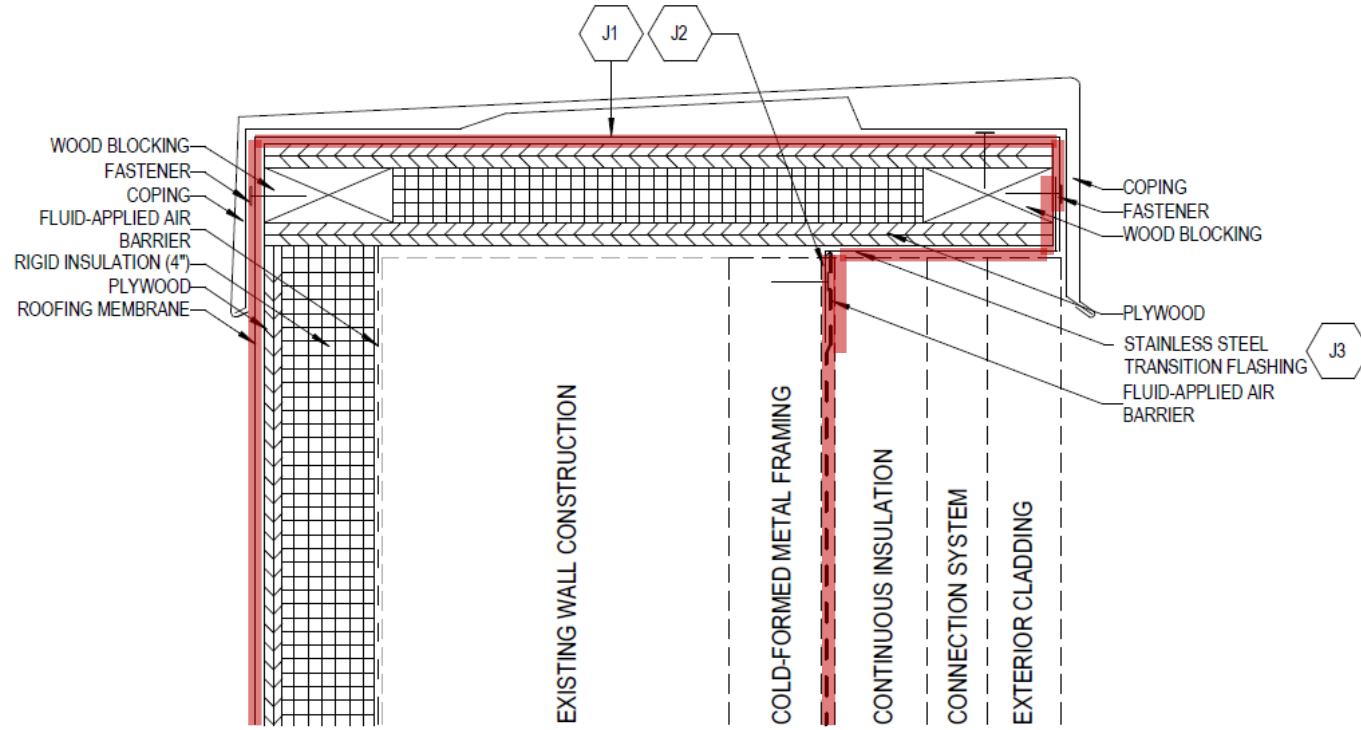 J1
J2
WOOD BLOCKING
FASTENER
COPING
FLUID-APPLIED AIR
BARRIER
RIGID INSULATION (4")
PLYWOOD
ROOFING MEMBRANE
COPING
FASTENER
WOOD BLOCKING
PLYWOOD
STAINLESS STEEL
TRANSITION FLASHING
J3
FLUID-APPLIED AIR
BARRIER
EXISTING WALL CONSTRUCTION
COLD-FORMED METAL FRAMING
CONTINUOUS INSULATION
CONNECTION SYSTEM
EXTERIOR CLADDING